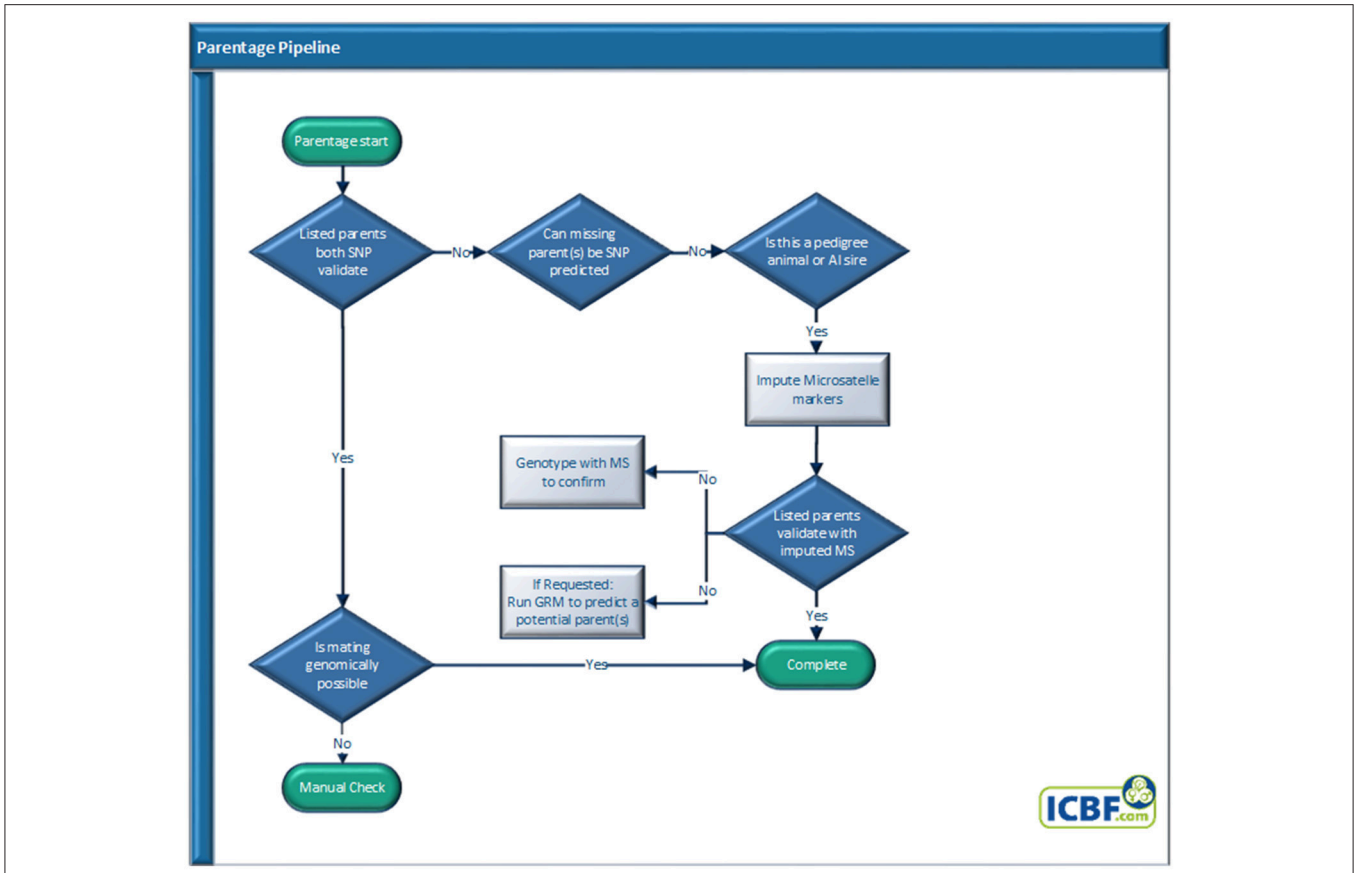 Parentage Pipeline
Parentage start
Listed parents
both SNP
validate
No
Can missing
parent(s) be SNP
predicted
No
Is this a pedigree
animal or AI sire
Yes
Impute Microsatelle
markers
Yes
Genotype with MS
to confirm
No
Listed parents
validate with
imputed MS
If Requested:
Run GRM to predict a
potential parent(s)
No
Yes
Is mating
genomically
possible
Yes
Complete
No
Manual Check
ICBF.com